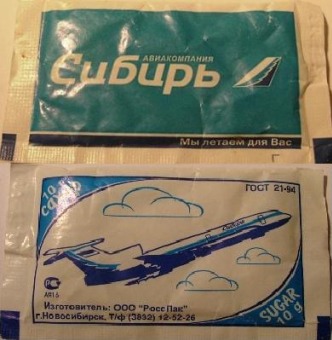 АВИАКОМПАНИЯ
Сибирь
Мы летаем для Вас
ГОСТ 21-94
10 г
САХАР
АЯ16
SUGAR
10 g
Изготовитель: ООО "РоссПак"
г.Новосибирск, Т/ф (3832) 12-52-26